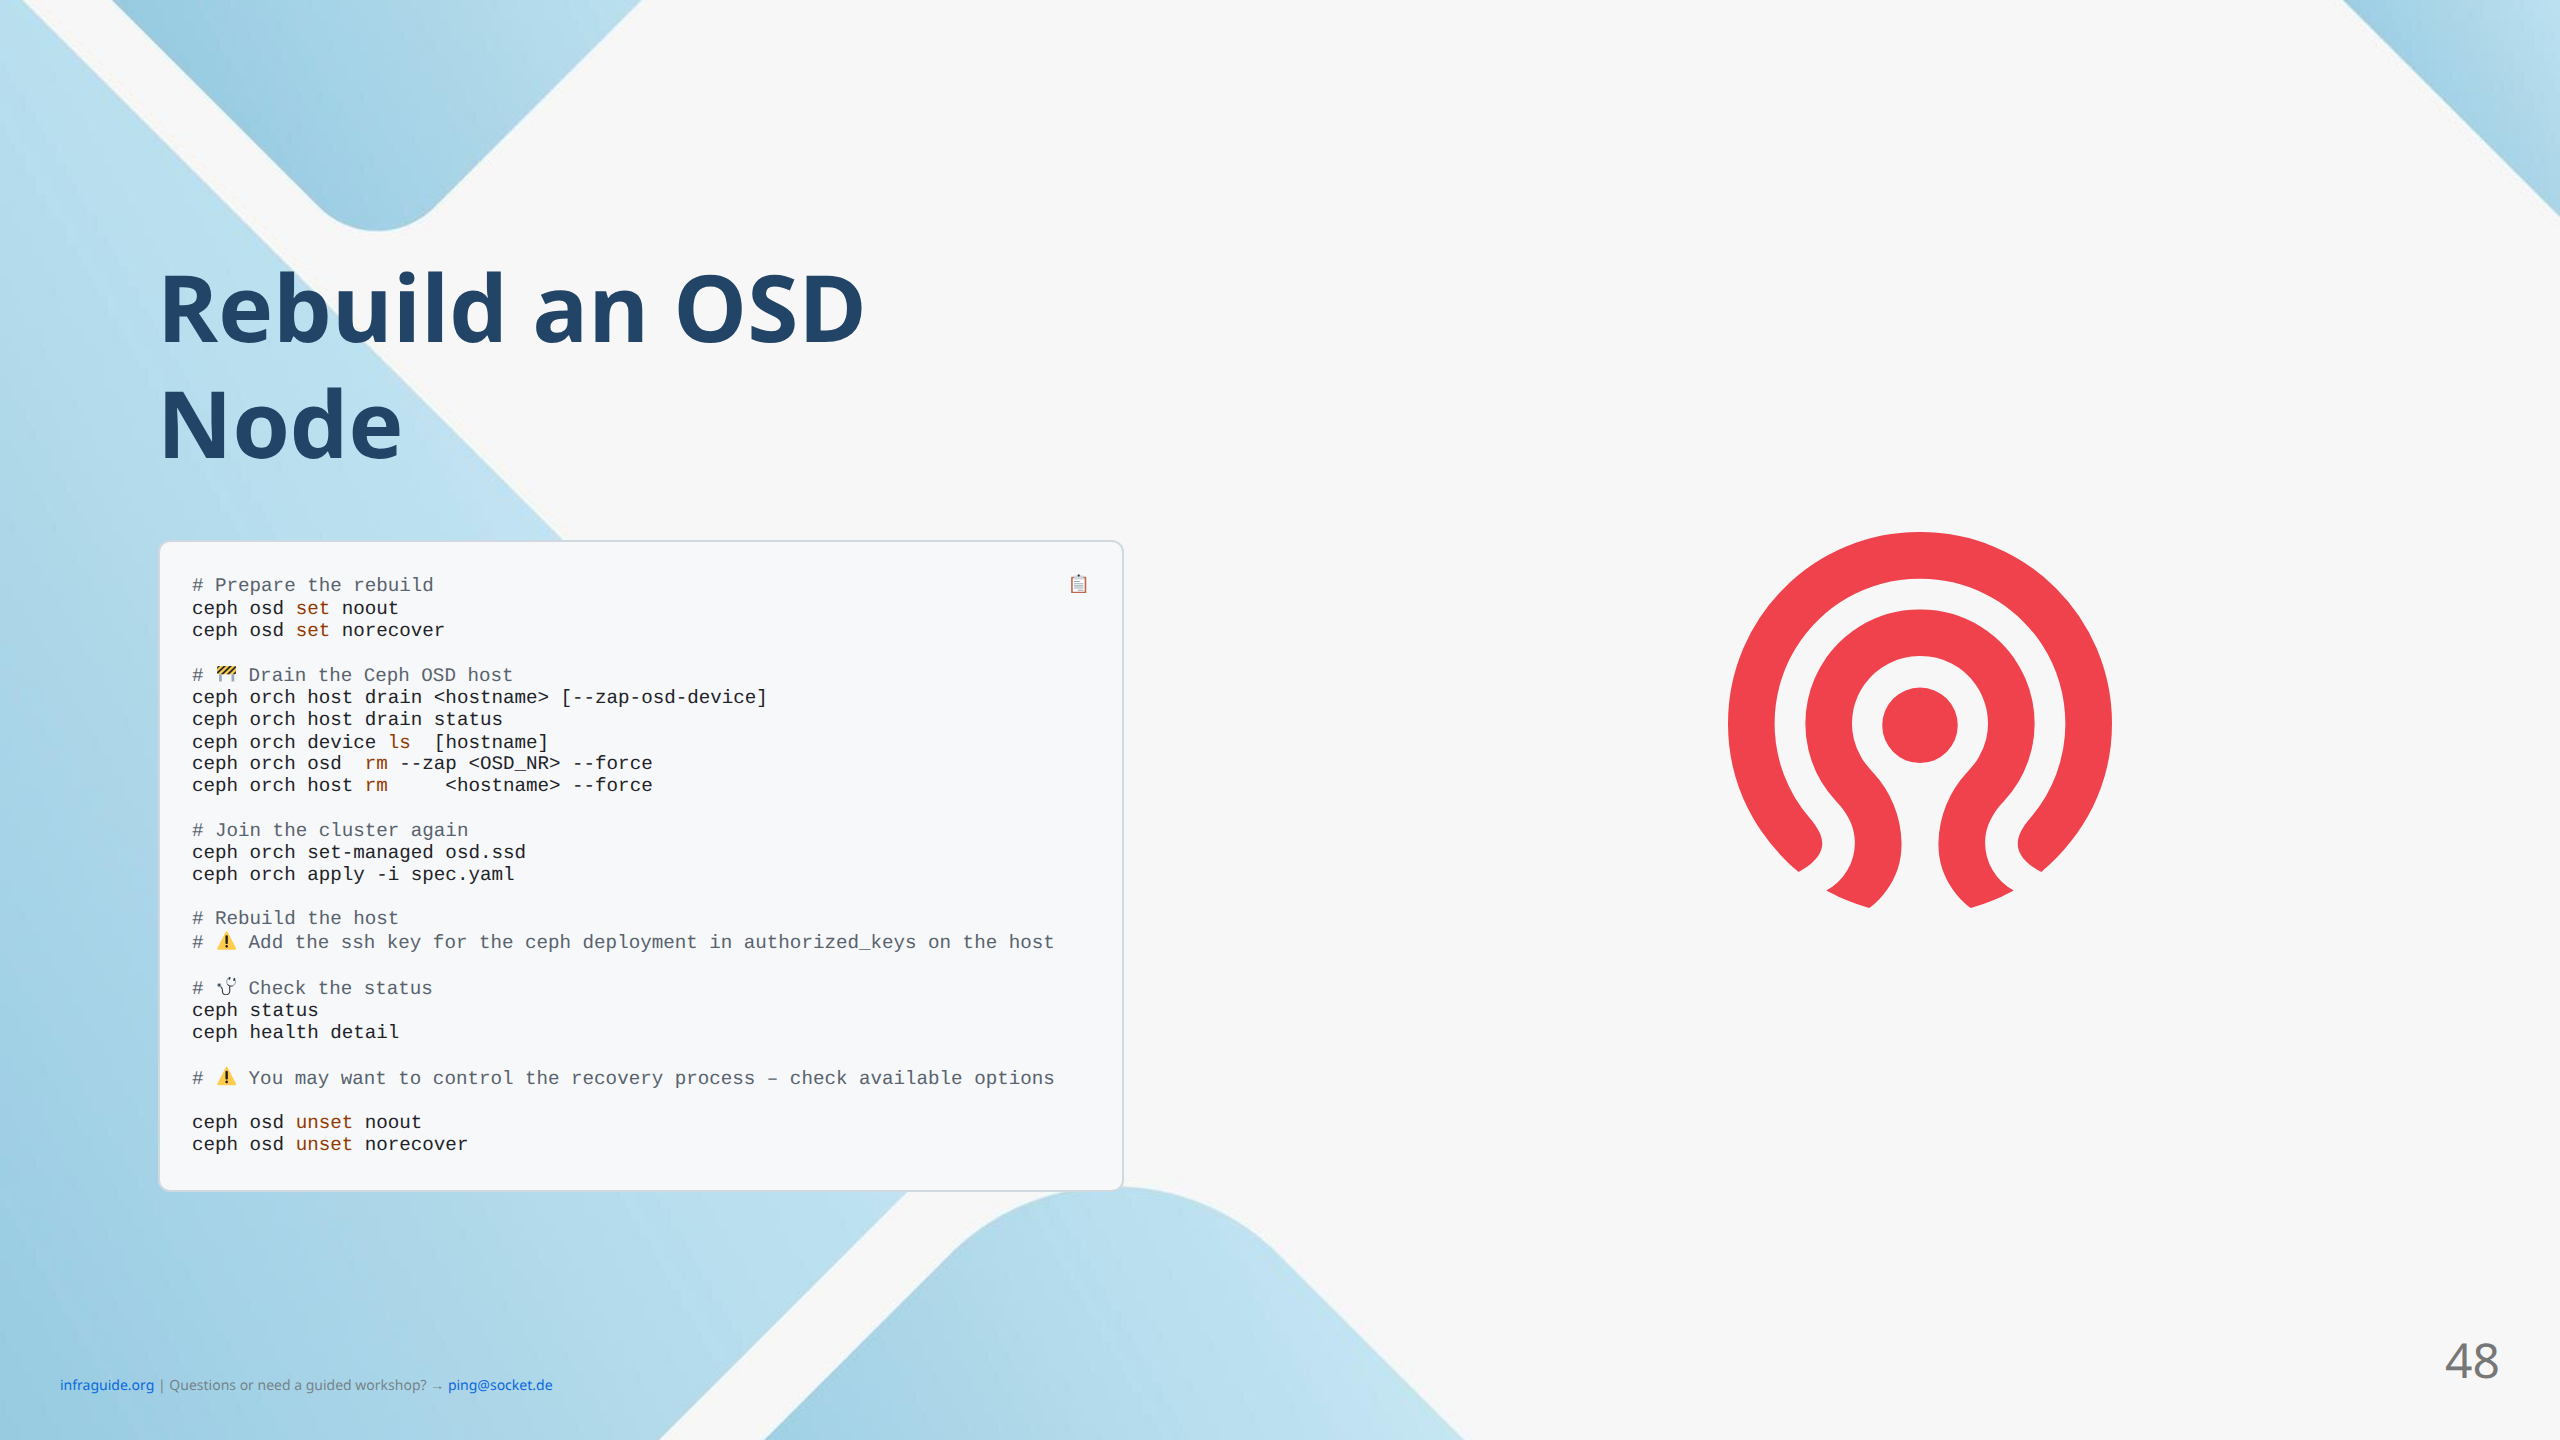 Rebuild an OSD
Node
# Prepare the rebuild
ceph osd set noout
ceph osd set norecover
# 🚧 Drain the Ceph OSD host
ceph orch host drain <hostname> [--zap-osd-device]
ceph orch host drain status
ceph orch device ls  [hostname]
ceph orch osd  rm --zap <OSD_NR> --force
ceph orch host rm     <hostname> --force
# Join the cluster again
ceph orch set-managed osd.ssd
ceph orch apply -i spec.yaml
# Rebuild the host
# ⚠️ Add the ssh key for the ceph deployment in authorized_keys on the host
# 🩺 Check the status
ceph status
ceph health detail
# ⚠️ You may want to control the recovery process – check available options
ceph osd unset noout
ceph osd unset norecover
infraguide.org | Questions or need a guided workshop? → ping@socket.de
48